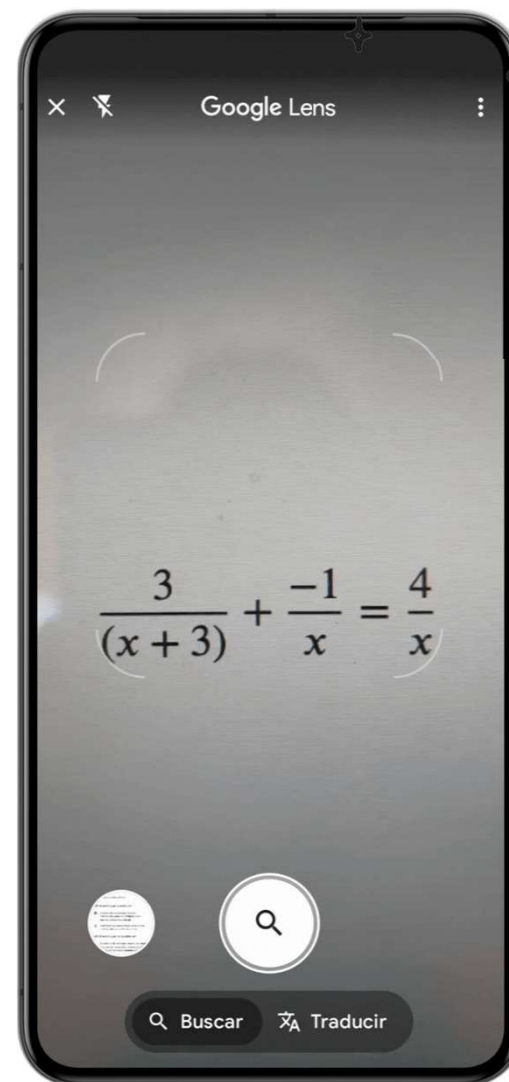 Google Lens
3/(x + 3) + -1/x = 4/x
Buscar Traducir